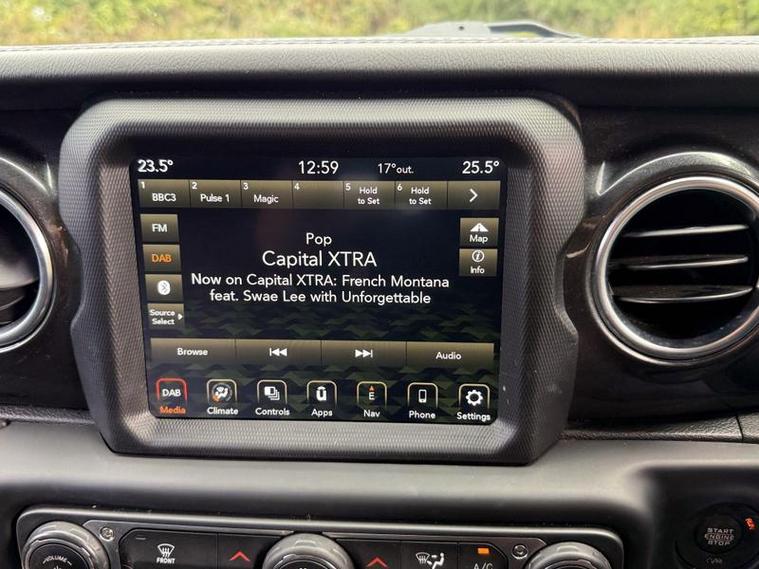 23.5° 12:59 17°out. 25.5°
1 BBC3 2 Pulse 1 3 Magic 4 5 Hold to Set 6 Hold to Set
FM
Pop
Map
DAB
Capital XTRA
Info
Now on Capital XTRA: French Montana
feat. Swae Lee with Unforgettable
Source
Select
Browse Audio
DAB E
Media Climate Controls Apps Nav Phone Settings
VOLUME FRONT A/C
START
ENGINE
STOP